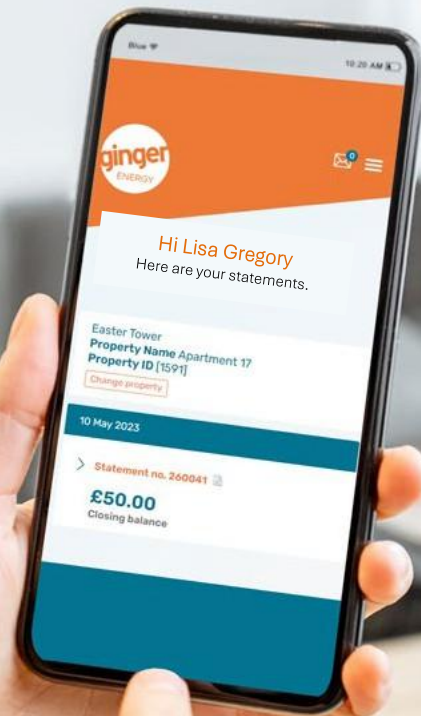 Blue
10:20 AM
ginger
ENERGY
0
Hi Lisa Gregory
Here are your statements.
Easter Tower
Property Name Apartment 17
Property ID [1591]
Change property
10 May 2023
Statement no. 260041
£50.00
Closing balance